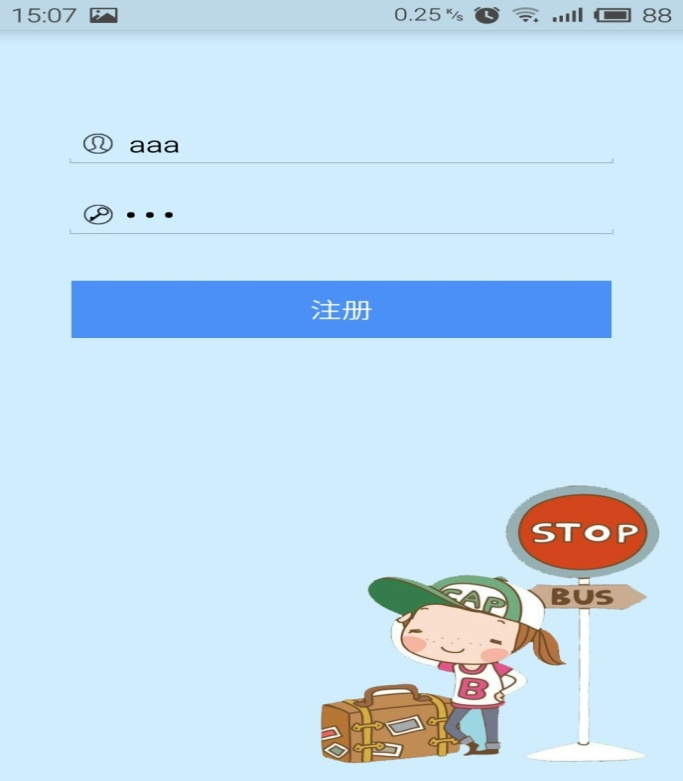 15:07 0.25 K/s 88
aaa
•••
注册
STOP
BUS
CAP
B